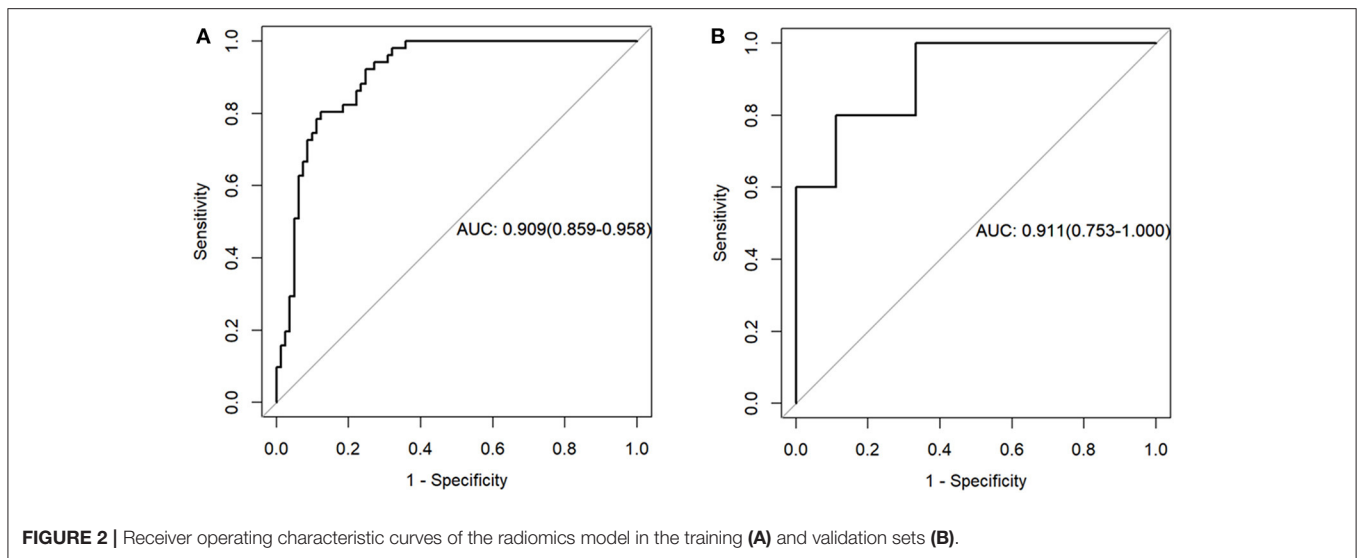 A
1.0
0.8
0.6
0.4
0.2
0.0
Sensitivity
AUC: 0.909(0.859-0.958)
0.0 0.2 0.4 0.6 0.8 1.0
1 - Specificity
B
1.0
0.8
0.6
0.4
0.2
0.0
Sensitivity
AUC: 0.911(0.753-1.000)
0.0 0.2 0.4 0.6 0.8 1.0
1 - Specificity
FIGURE 2 | Receiver operating characteristic curves of the radiomics model in the training (A) and validation sets (B).